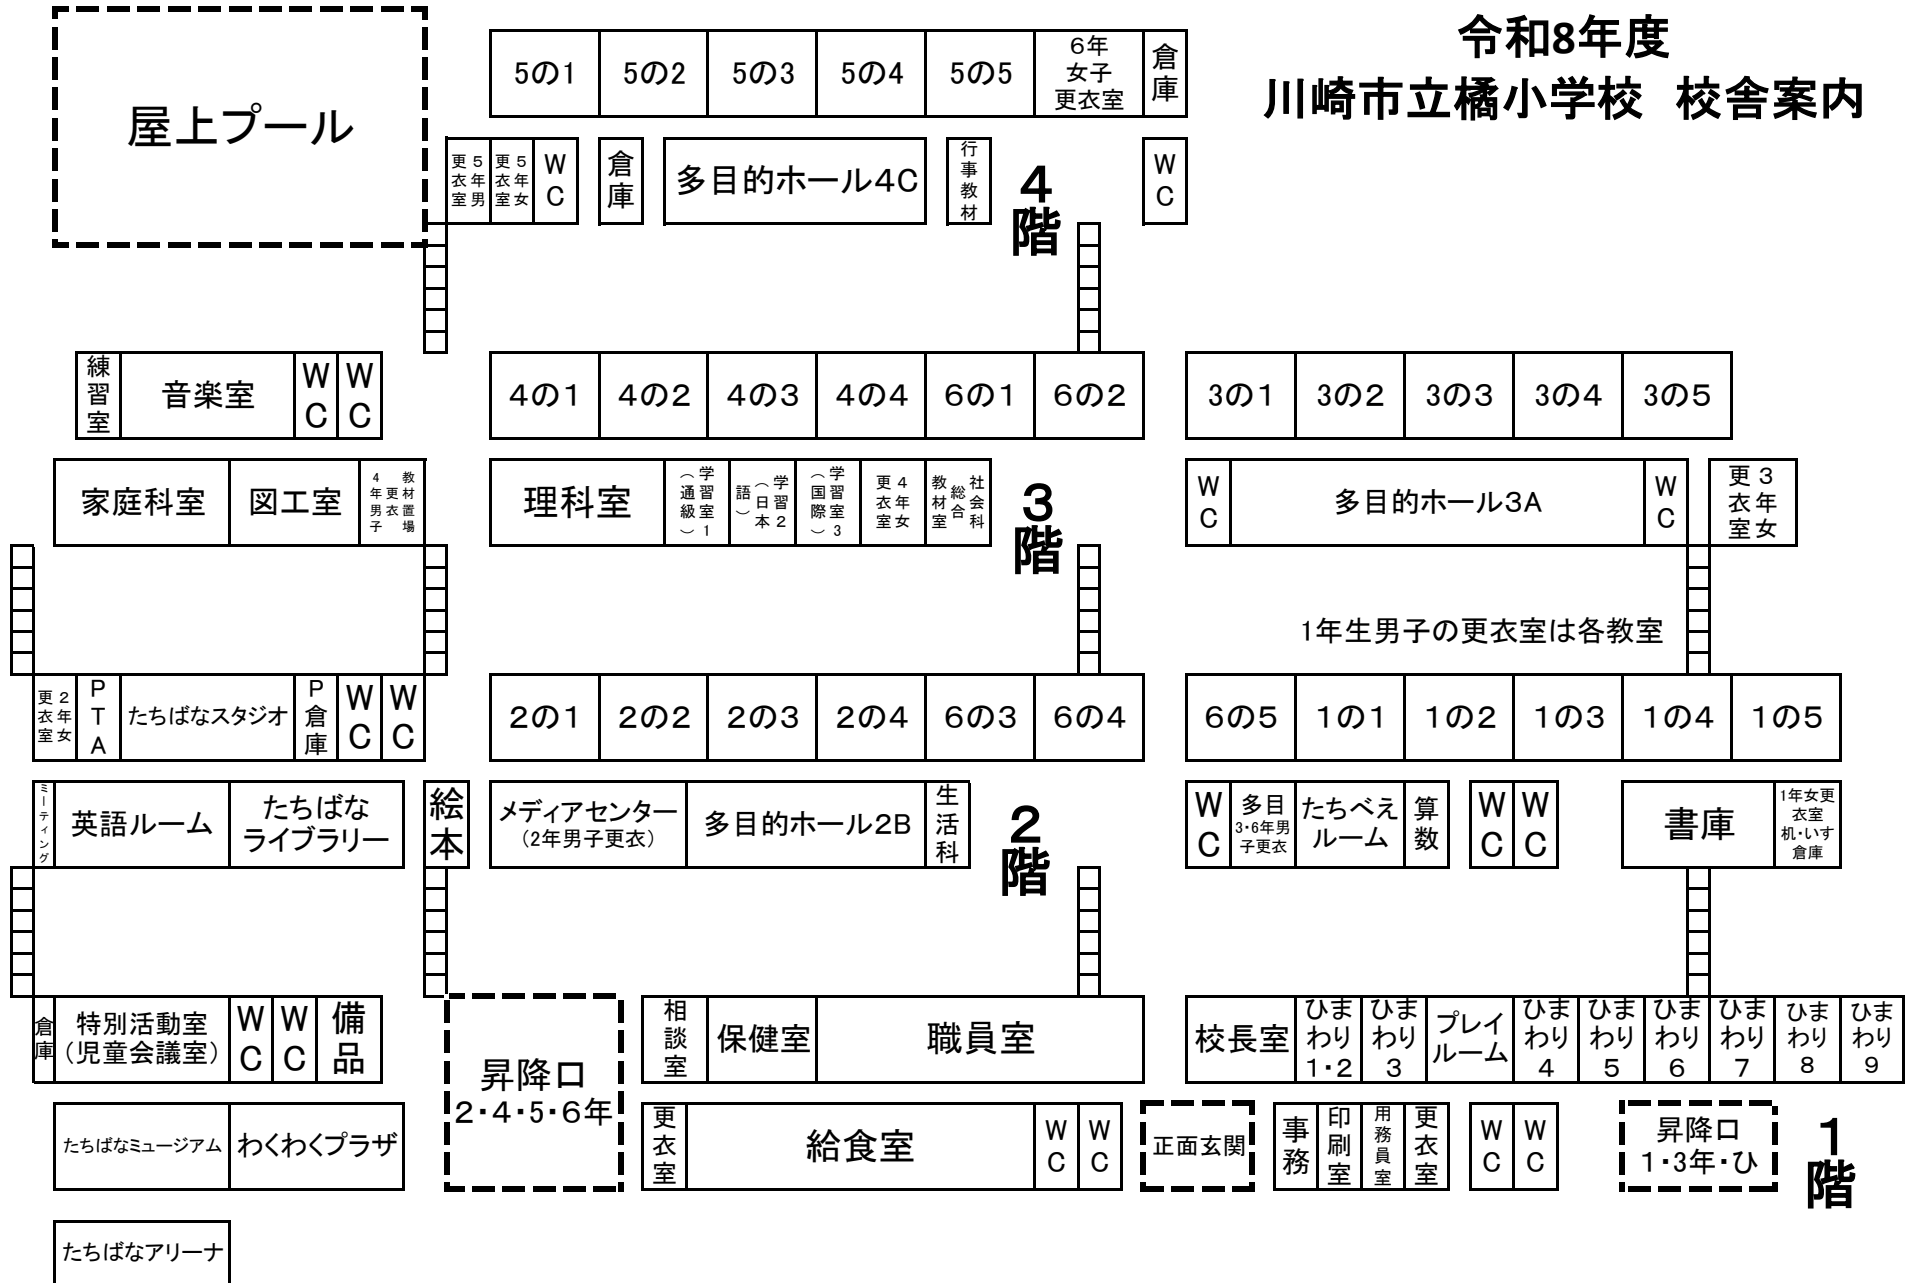 令和8年度
川崎市立橘小学校　校舎案内
屋上プール
5の1
5の2
5の3
5の4
5の5
6年
女子
更衣室
倉庫
5年男
更衣室
5年女
更衣室
WC
倉庫
多目的ホール4C
行事教材
4階
WC
練習室
音楽室
WC
WC
4の1
4の2
4の3
4の4
6の1
6の2
3の1
3の2
3の3
3の4
3の5
家庭科室
図工室
教材置場
更衣
4年男子
理科室
学習室1
(通級)
学習2
(日本
語)
学習室3
(国際)
4年女
更衣室
社会科
総合
教材室
3階
WC
多目的ホール3A
WC
3年女
更衣室
1年生男子の更衣室は各教室
2年女
更衣室
PTA
たちばなスタジオ
P倉庫
WC
WC
2の1
2の2
2の3
2の4
6の3
6の4
6の5
1の1
1の2
1の3
1の4
1の5
ミーティング
英語ルーム
たちばな
ライブラリー
絵本
メディアセンター
(2年男子更衣)
多目的ホール2B
生活科
2階
WC
多目
3・6年男
子更衣
たちべえ
ルーム
算数
WC
WC
書庫
1年女更
衣室
机・いす
倉庫
倉庫
特別活動室
(児童会議室)
WC
WC
備品
昇降口
2・4・5・6年
相談室
保健室
職員室
校長室
ひま
わり
1・2
ひま
わり
3
プレイ
ルーム
ひま
わり
4
ひま
わり
5
ひま
わり
6
ひま
わり
7
ひま
わり
8
ひま
わり
9
たちばなミュージアム
わくわくプラザ
更衣室
給食室
WC
WC
正面玄関
事務
印刷室
用務員室
更衣室
WC
WC
昇降口
1・3年・ひ
1階
たちばなアリーナ